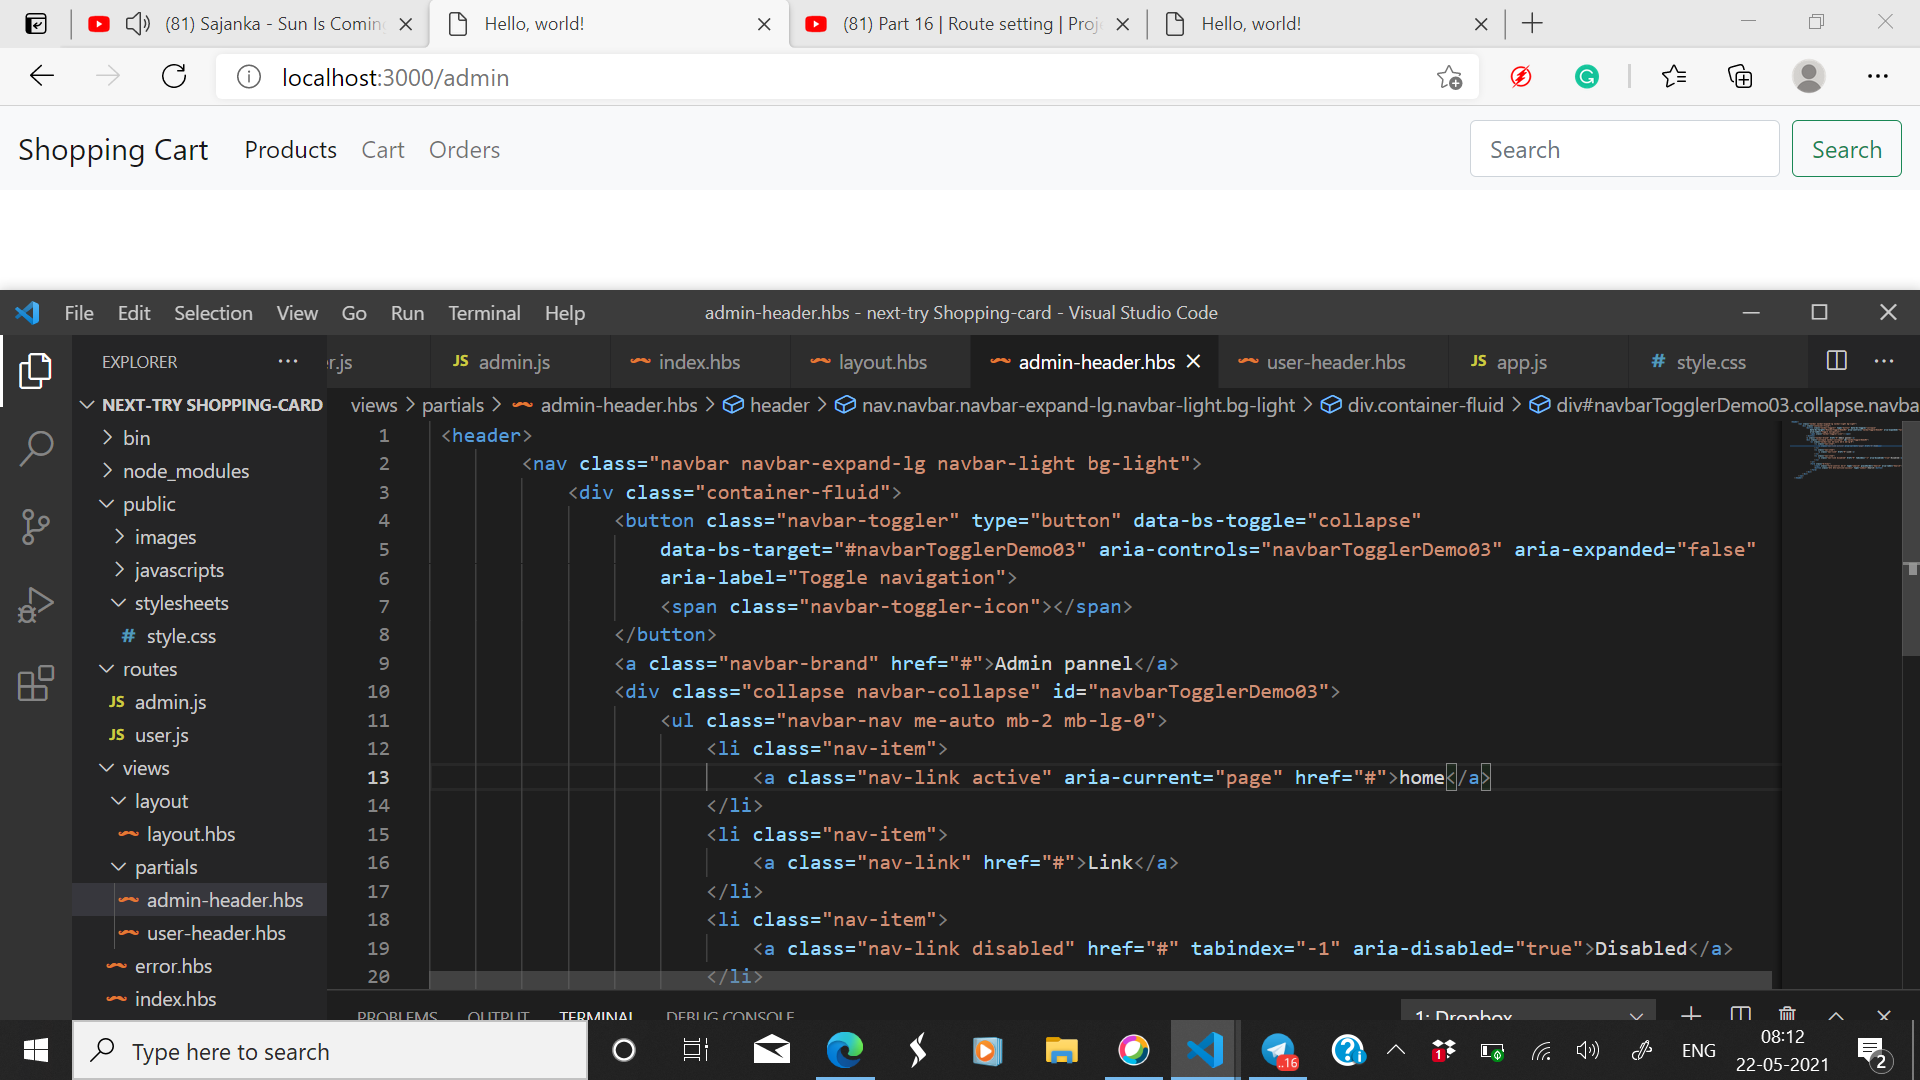 (81) Sajanka - Sun Is Coming
Hello, world!
(81) Part 16 | Route setting | Proj
Hello, world!
localhost:3000/admin
Shopping Cart Products Cart Orders Search Search
File Edit Selection View Go Run Terminal Help admin-header.hbs - next-try Shopping-card - Visual Studio Code
EXPLORER ··· er.js JS admin.js index.hbs layout.hbs admin-header.hbs user-header.hbs JS app.js # style.css ···
NEXT-TRY SHOPPING-CARD
views > partials > admin-header.hbs > header > nav.navbar.navbar-expand-lg.navbar-light.bg-light > div.container-fluid > div#navbarTogglerDemo03.collapse.navba
bin
node_modules
public
images
javascripts
stylesheets
# style.css
routes
JS admin.js
JS user.js
views
layout
layout.hbs
partials
admin-header.hbs
user-header.hbs
error.hbs
index.hbs
1 <header>
2 <nav class="navbar navbar-expand-lg navbar-light bg-light">
3 <div class="container-fluid">
4 <button class="navbar-toggler" type="button" data-bs-toggle="collapse"
5 data-bs-target="#navbarTogglerDemo03" aria-controls="navbarTogglerDemo03" aria-expanded="false"
6 aria-label="Toggle navigation">
7 <span class="navbar-toggler-icon"></span>
8 </button>
9 <a class="navbar-brand" href="#">Admin pannel</a>
10 <div class="collapse navbar-collapse" id="navbarTogglerDemo03">
11 <ul class="navbar-nav me-auto mb-2 mb-lg-0">
12 <li class="nav-item">
13 <a class="nav-link active" aria-current="page" href="#">home</a>
14 </li>
15 <li class="nav-item">
16 <a class="nav-link" href="#">Link</a>
17 </li>
18 <li class="nav-item">
19 <a class="nav-link disabled" href="#" tabindex="-1" aria-disabled="true">Disabled</a>
20 </li>
PROBLEMS OUTPUT TERMINAL DEBUG CONSOLE 1: Dropbox
Type here to search
..16
1
ENG
08:12
22-05-2021
2